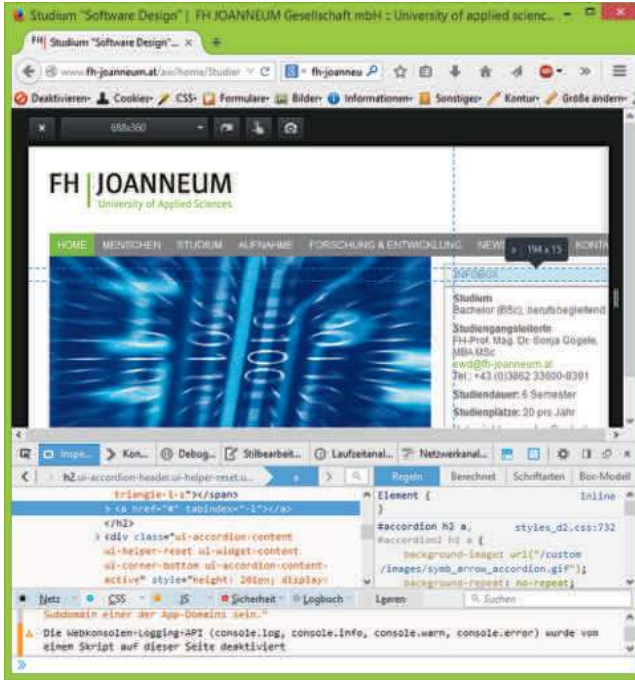 Studium "Software Design" | FH JOANNEUM Gesellschaft mbH :: University of applied scienc...
FH| Studium "Software Design"... × +
www.fh-joanneum.at/aw/home/Studier
fh-joanneu
Deaktivieren Cookies CSS Formulare Bilder Informationen Sonstiges Kontur Größe ändern
× 688x360
FH JOANNEUM
University of Applied Sciences
HOME MENSCHEN STUDIUM AUFNAHME FORSCHUNG & ENTWICKLUNG NEWS KONTA
a 194 x 15
INFOBOX
Studium
Bachelor (BSc), berufsbegleitend
StudiengangsleiterIn
FH-Prof. Mag. Dr. Sonja Gögele,
MBA MSc
ewd@fh-joanneum.at
Tel.: +43 (0)3862 33600-8391
Studiendauer: 6 Semester
Studienplätze: 20 pro Jahr
Inspe... Kon... Debug... Stilbearbeit... Laufzeitanal... Netzwerkanal...
h2.ui-accordion-header.ui-helper-reset.u... a
Regeln Berechnet Schriftarten Box-Modell
triangle-1-s"></span>
<a href="#" tabindex="-1"></a>
</h2>
<div class="ui-accordion-content
ui-helper-reset ui-widget-content
ui-corner-bottom ui-accordion-content-
active" style="height: 201px; display:
Element { Inline
}
#accordion h2 a, styles_d2.css:732
#accordion2 h2 a {
background-image: url("/custom
/images/symb_arrow_accordion.gif");
background-repeat: no-repeat;
Netz CSS JS Sicherheit Logbuch Leeren Suchen
Subdomain einer der App-Domains sein."
Die Webkonsolen-Logging-API (console.log, console.info, console.warn, console.error) wurde von
einem Skript auf dieser Seite deaktiviert